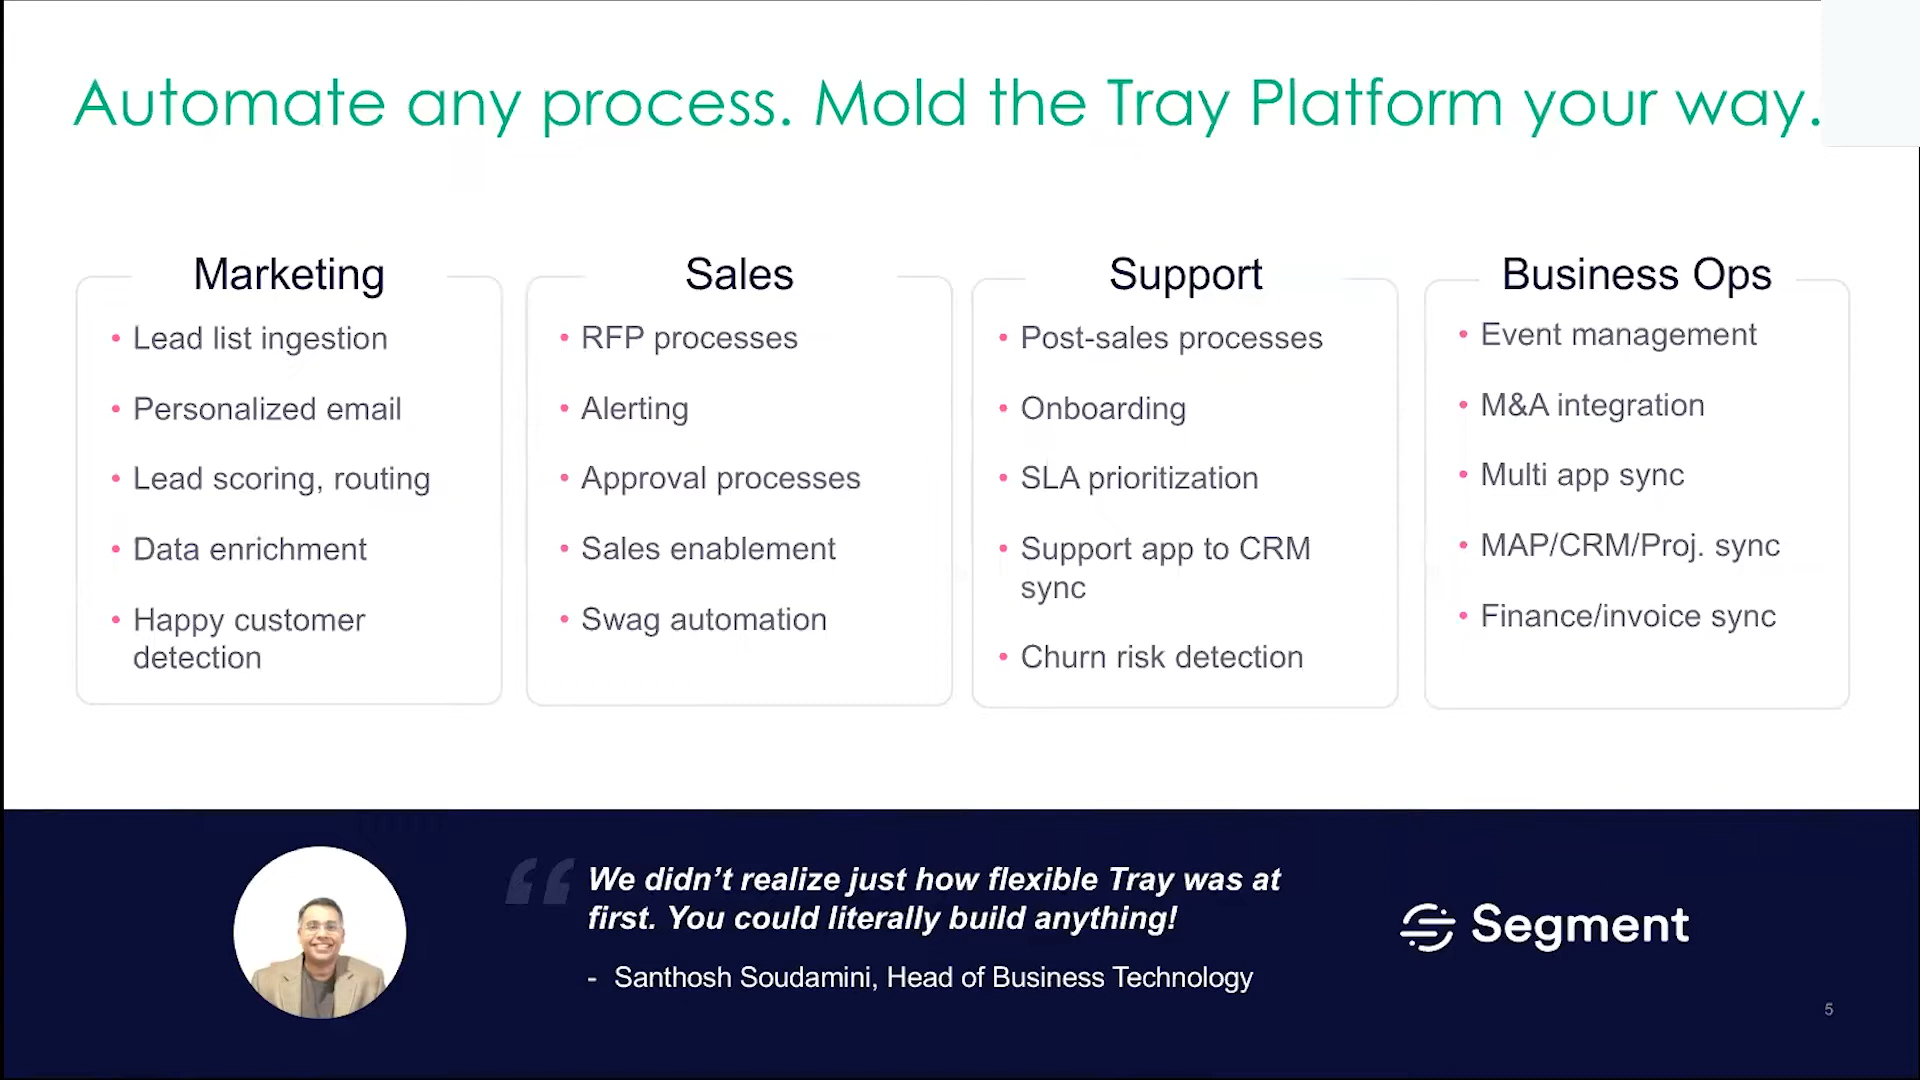 Automate any process. Mold the Tray Platform your way.
Marketing
• Lead list ingestion
• Personalized email
• Lead scoring, routing
• Data enrichment
• Happy customer
detection
Sales
• RFP processes
• Alerting
• Approval processes
• Sales enablement
• Swag automation
Support
• Post-sales processes
• Onboarding
• SLA prioritization
• Support app to CRM
sync
• Churn risk detection
Business Ops
• Event management
• M&A integration
• Multi app sync
• MAP/CRM/Proj. sync
• Finance/invoice sync
“ We didn’t realize just how flexible Tray was at
first. You could literally build anything!
- Santhosh Soudamini, Head of Business Technology
Segment
5